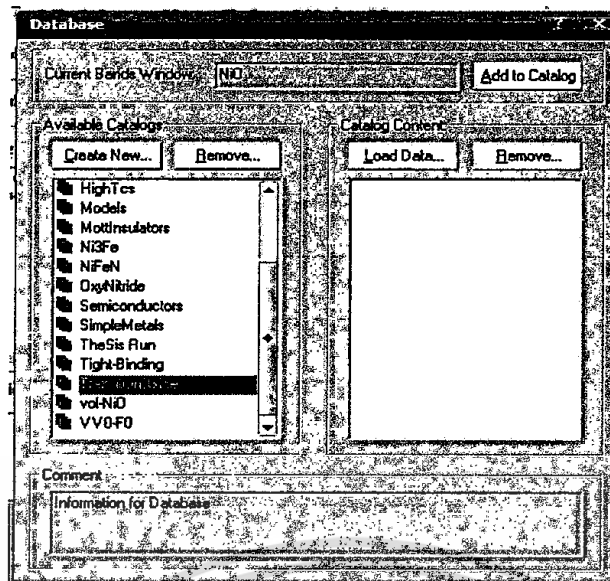 Database ? ×
Current Bands Window: NiO Add to Catalog
Available Catalogs
Create New... Remove...
HighTcs
Models
MottInsulators
Ni3Fe
NiFeN
OxyNitride
Semiconductors
SimpleMetals
TheSis Run
Tight-Binding
vol-NiO
VV0-F0
Catalog Content
Load Data... Remove...
Comment
Information for Database